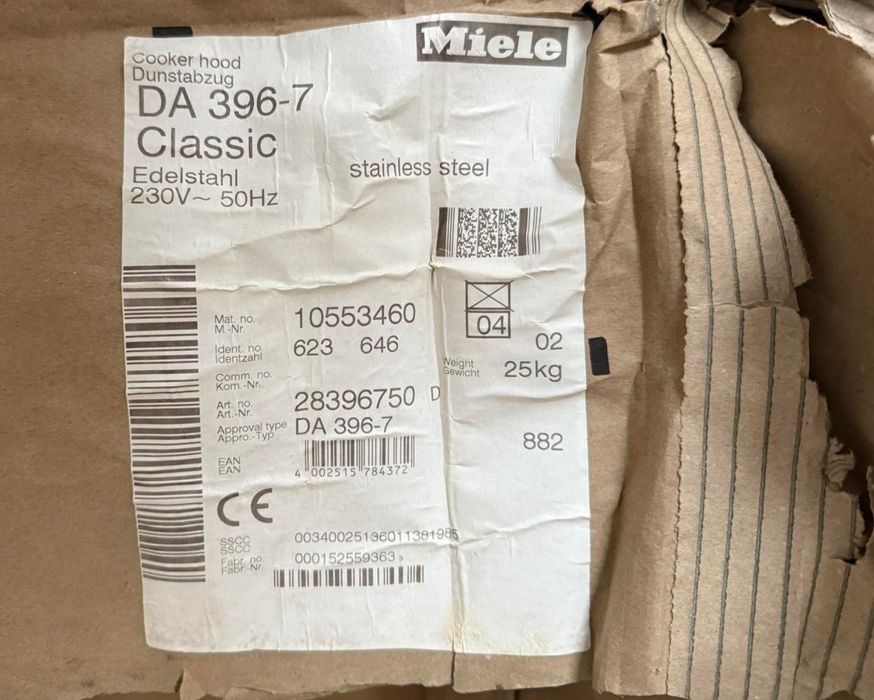 Miele
Cooker hood
Dunstabzug
DA 396-7
Classic
Edelstahl stainless steel
230V~ 50Hz
Mat. no. 10553460
M.-Nr.
04
Ident. no. 623 646 02
Identzahl
Weight 25kg
Gewicht
Comm. no.
Kom.-Nr.
Art. no. 28396750 D
Art.-Nr.
Approval type DA 396-7
Appro.-Typ
882
EAN
EAN
4 002515 784372
CE
SSCC 00340025136011381985
SSCC
Fabr. no. 000152559363
Fabr.-Nr.